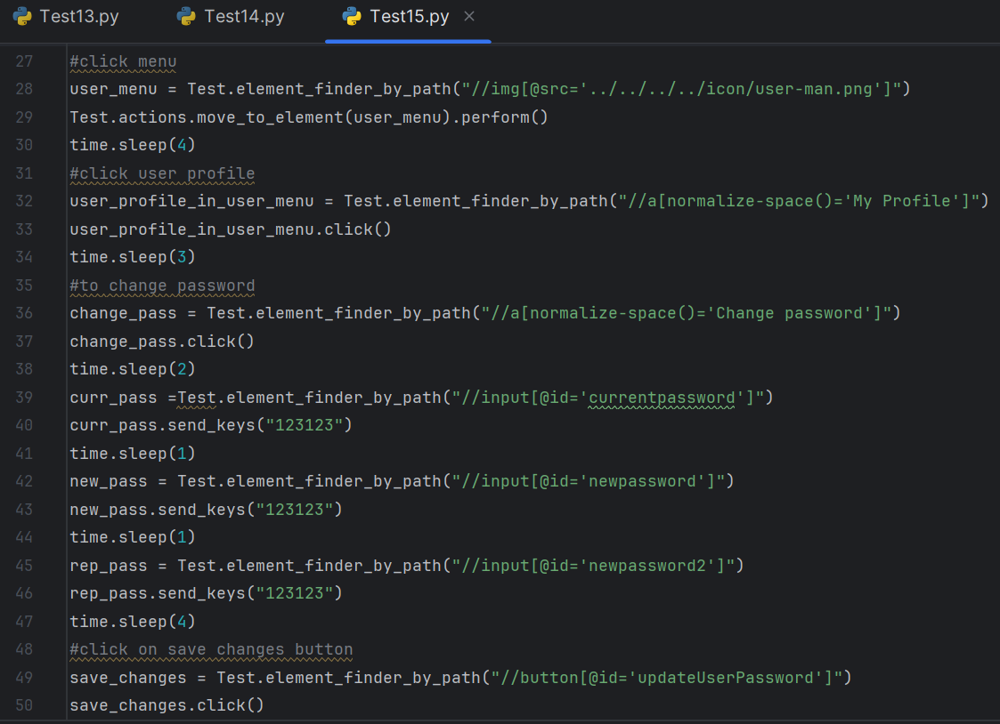 Test13.py Test14.py Test15.py ×
27 #click menu
28 user_menu = Test.element_finder_by_path("//img[@src='../../../../icon/user-man.png']")
29 Test.actions.move_to_element(user_menu).perform()
30 time.sleep(4)
31 #click user profile
32 user_profile_in_user_menu = Test.element_finder_by_path("//a[normalize-space()='My Profile']")
33 user_profile_in_user_menu.click()
34 time.sleep(3)
35 #to change password
36 change_pass = Test.element_finder_by_path("//a[normalize-space()='Change password']")
37 change_pass.click()
38 time.sleep(2)
39 curr_pass =Test.element_finder_by_path("//input[@id='currentpassword']")
40 curr_pass.send_keys("123123")
41 time.sleep(1)
42 new_pass = Test.element_finder_by_path("//input[@id='newpassword']")
43 new_pass.send_keys("123123")
44 time.sleep(1)
45 rep_pass = Test.element_finder_by_path("//input[@id='newpassword2']")
46 rep_pass.send_keys("123123")
47 time.sleep(4)
48 #click on save changes button
49 save_changes = Test.element_finder_by_path("//button[@id='updateUserPassword']")
50 save_changes.click()